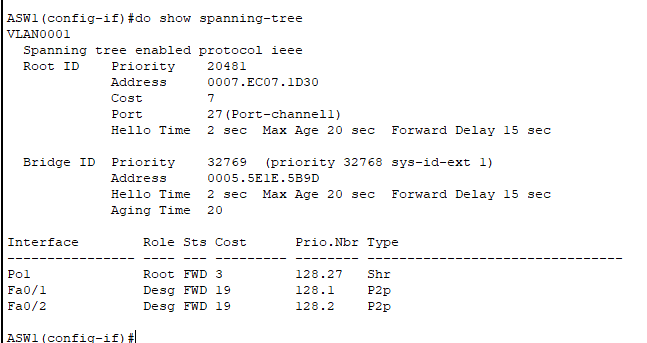 ASW1(config-if)#do show spanning-tree
VLAN0001
  Spanning tree enabled protocol ieee
  Root ID    Priority    20481
             Address     0007.EC07.1D30
             Cost        7
             Port        27(Port-channel1)
             Hello Time  2 sec  Max Age 20 sec  Forward Delay 15 sec

  Bridge ID  Priority    32769  (priority 32768 sys-id-ext 1)
             Address     0005.5E1E.5B9D
             Hello Time  2 sec  Max Age 20 sec  Forward Delay 15 sec
             Aging Time  20

Interface        Role Sts Cost      Prio.Nbr Type
---------------- ---- --- --------- -------- --------------------------------
Po1              Root FWD 3         128.27   Shr
Fa0/1            Desg FWD 19        128.1    P2p
Fa0/2            Desg FWD 19        128.2    P2p

ASW1(config-if)#